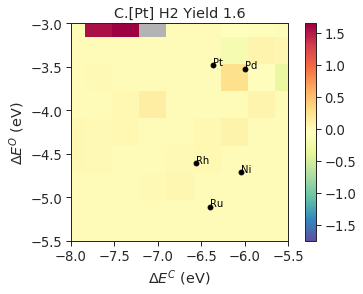 C.[Pt] H2 Yield 1.6
−3.0
−3.5
−4.0
−4.5
−5.0
−5.5
ΔE^O (eV)
Pt
Pd
Rh
Ni
Ru
−8.0 −7.5 −7.0 −6.5 −6.0 −5.5
ΔE^C (eV)
1.5
1.0
0.5
0.0
−0.5
−1.0
−1.5